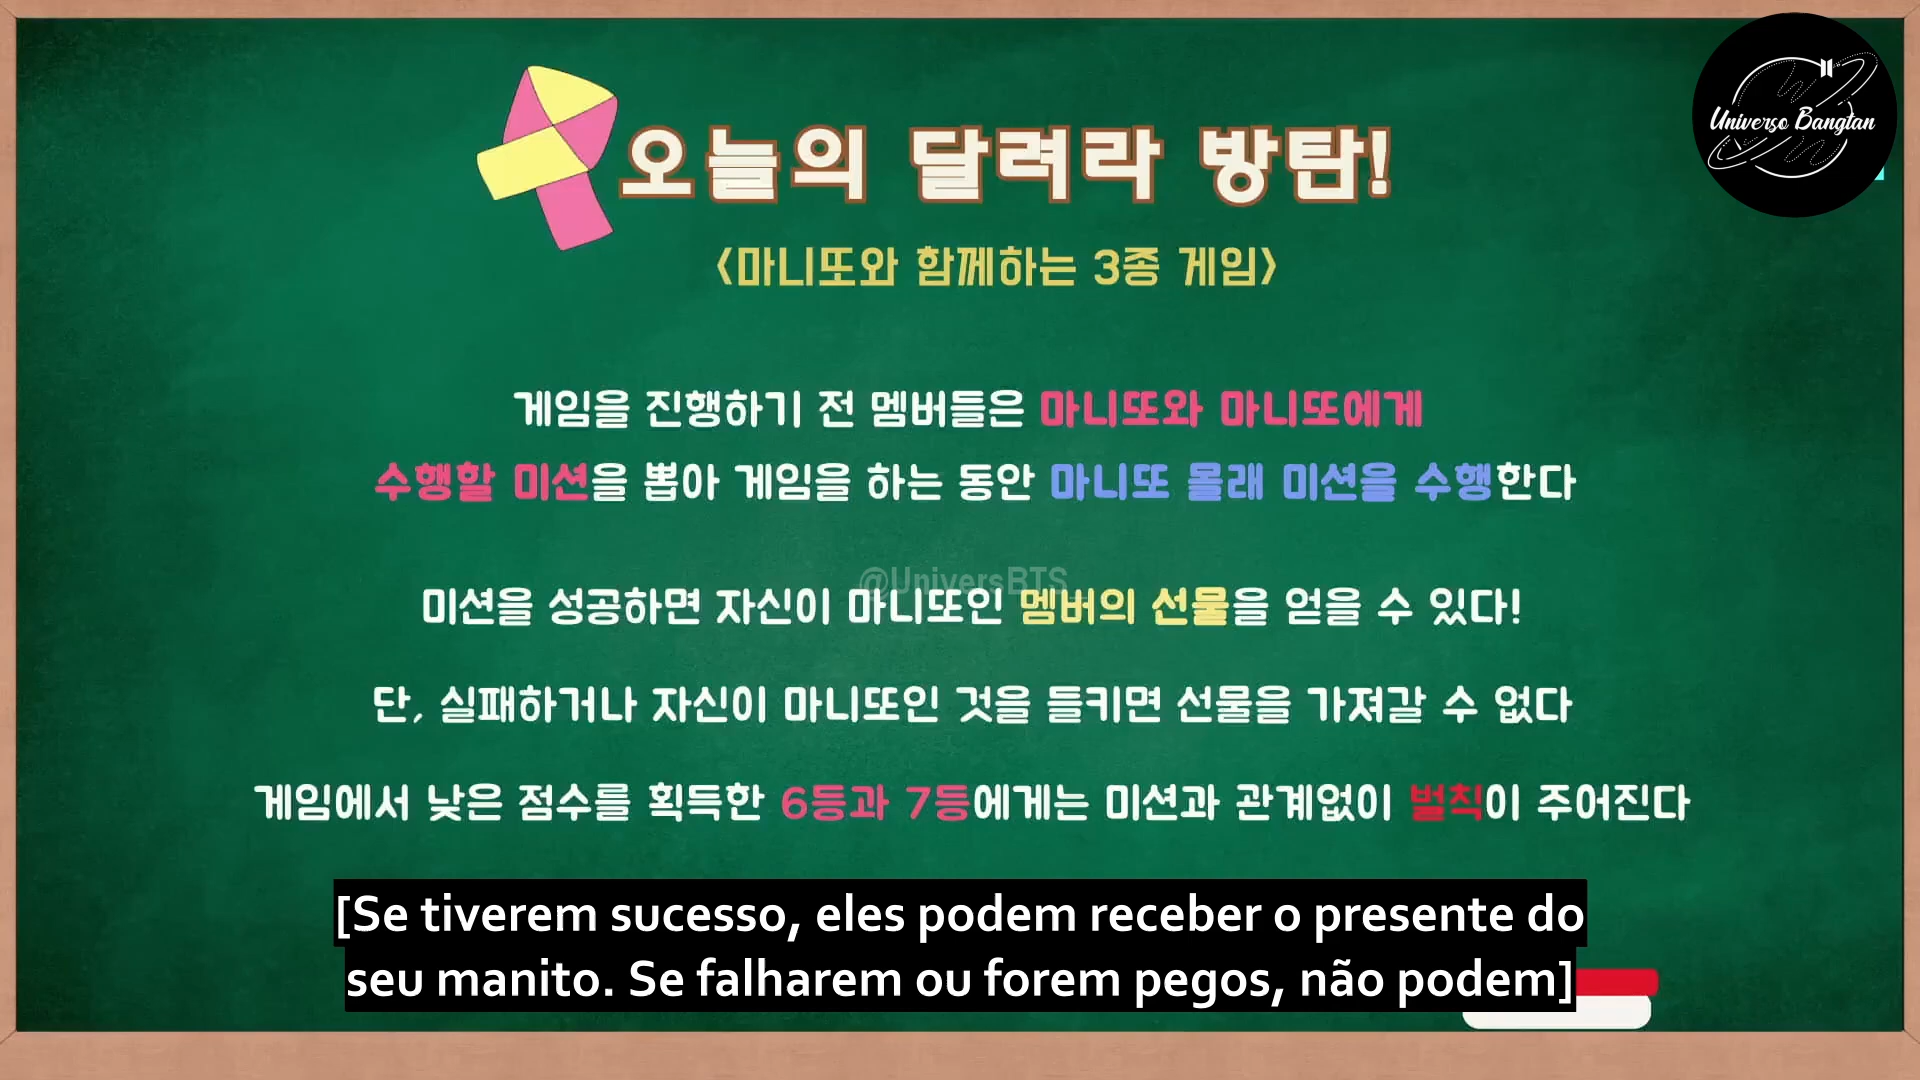 Universo Bangtan
오늘의 달려라 방탄!
<마니또와 함께하는 3종 게임>
게임을 진행하기 전 멤버들은 마니또와 마니또에게
수행할 미션을 뽑아 게임을 하는 동안 마니또 몰래 미션을 수행한다
@UniversBTS_
미션을 성공하면 자신이 마니또인 멤버의 선물을 얻을 수 있다!
단, 실패하거나 자신이 마니또인 것을 들키면 선물을 가져갈 수 없다
게임에서 낮은 점수를 획득한 6등과 7등에게는 미션과 관계없이 벌칙이 주어진다
[Se tiverem sucesso, eles podem receber o presente do
seu manito. Se falharem ou forem pegos, não podem]